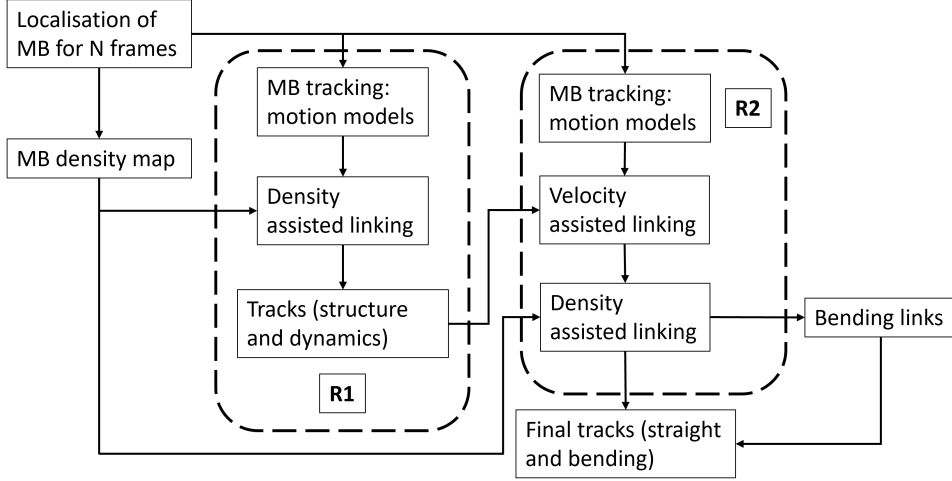 Localisation of
MB for N frames
MB density map
MB tracking:
motion models
Density
assisted linking
Tracks (structure
and dynamics)
R1
MB tracking:
motion models
R2
Velocity
assisted linking
Density
assisted linking
Bending links
Final tracks (straight
and bending)